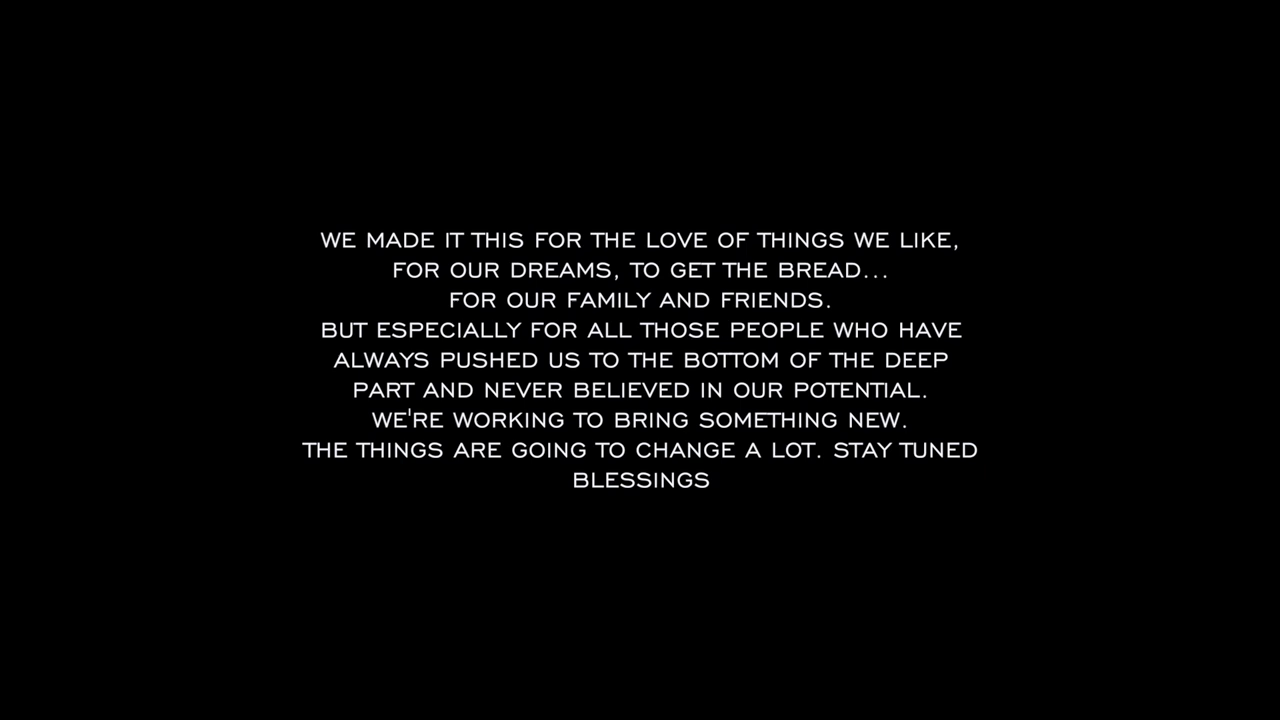 WE MADE IT THIS FOR THE LOVE OF THINGS WE LIKE,
FOR OUR DREAMS, TO GET THE BREAD...
FOR OUR FAMILY AND FRIENDS.
BUT ESPECIALLY FOR ALL THOSE PEOPLE WHO HAVE
ALWAYS PUSHED US TO THE BOTTOM OF THE DEEP
PART AND NEVER BELIEVED IN OUR POTENTIAL.
WE'RE WORKING TO BRING SOMETHING NEW.
THE THINGS ARE GOING TO CHANGE A LOT. STAY TUNED
BLESSINGS